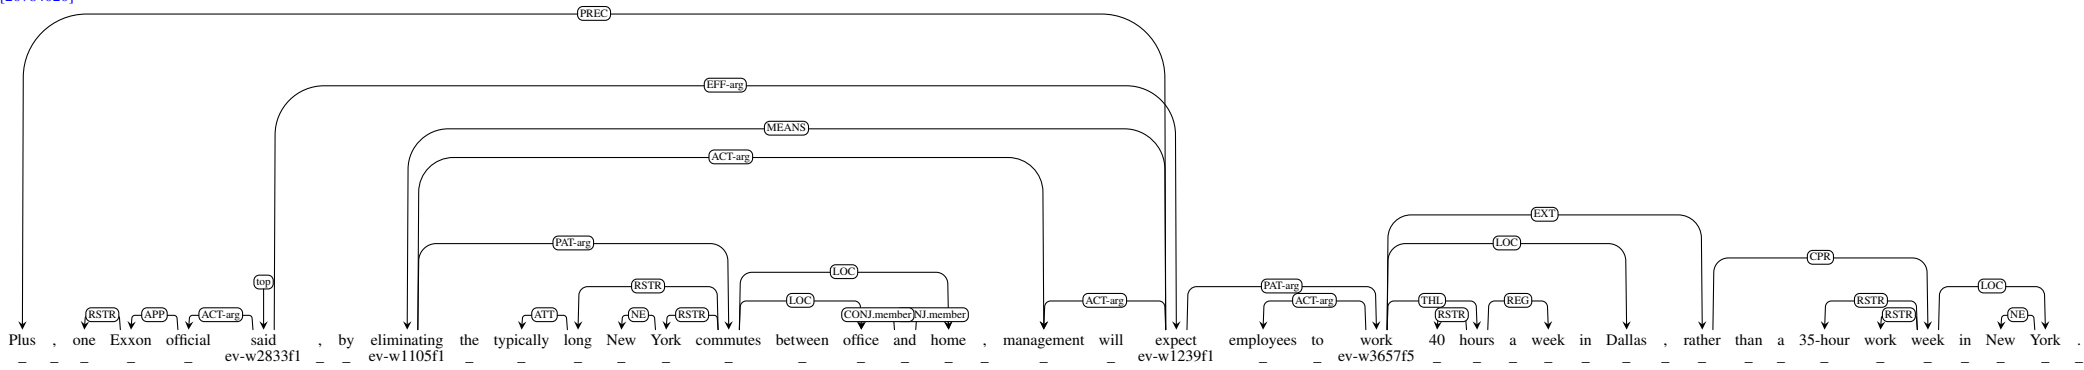 PREC
EFF-arg
MEANS
ACT-arg
EXT
PAT-arg LOC
CPR
LOC
top RSTR PAT-arg LOC
LOC ACT-arg ACT-arg THL REG RSTR
RSTR APP ACT-arg ATT NE RSTR CONJ.member NJ.member RSTR RSTR NE
Plus , one Exxon official said , by eliminating the typically long New York commutes between office and home , management will expect employees to work 40 hours a week in Dallas , rather than a 35-hour work week in New York .
_ _ _ _ _ ev-w2833f1 _ _ ev-w1105f1 _ _ _ _ _ _ _ _ _ _ _ _ _ ev-w1239f1 _ _ ev-w3657f5 _ _ _ _ _ _ _ _ _ _ _ _ _ _ _ _ _